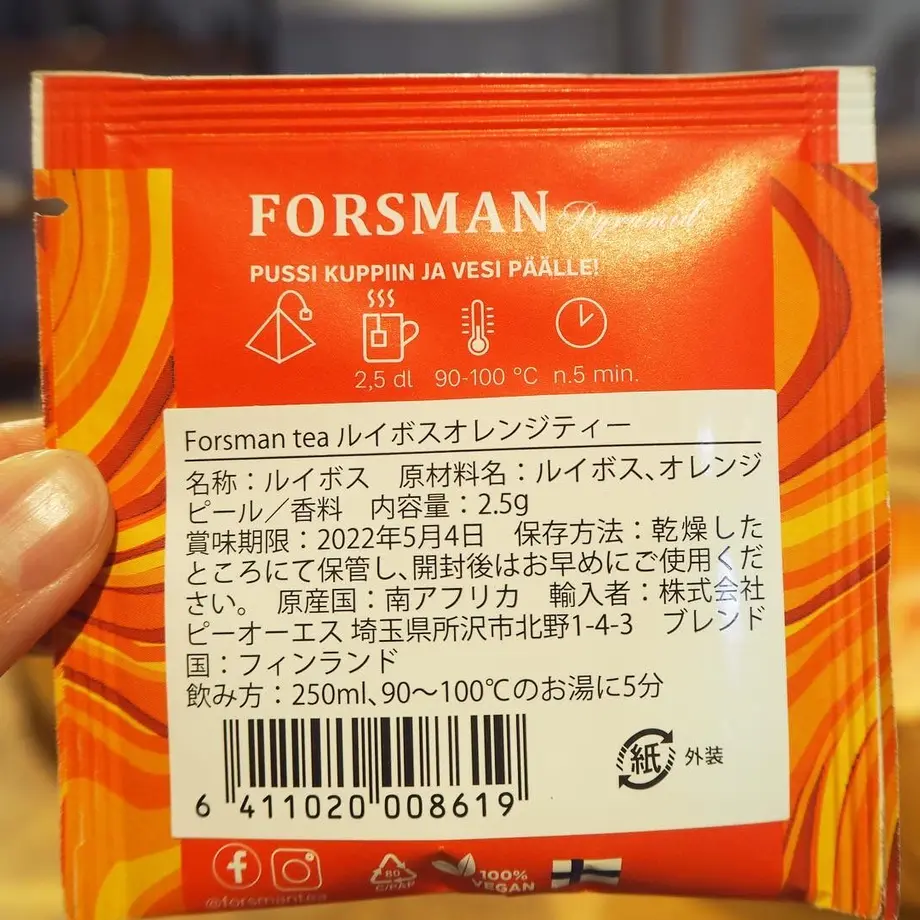 FORSMAN Pyramid
PUSSI KUPPIIN JA VESI PÄÄLLE!
2,5 dl 90-100 °C n.5 min.
Forsman tea ルイボスオレンジティー
名称：ルイボス 原材料名：ルイボス、オレンジ
ピール／香料 内容量：2.5g
賞味期限：2022年5月4日 保存方法：乾燥した
ところにて保管し、開封後はお早めにご使用くだ
さい。 原産国：南アフリカ 輸入者：株式会社
ピーオーエス 埼玉県所沢市北野1-4-3 ブレンド
国：フィンランド
飲み方：250ml、90〜100℃のお湯に5分
6 411020 008619
紙 外装
80
C/PAP
100%
VEGAN
@forsmantea